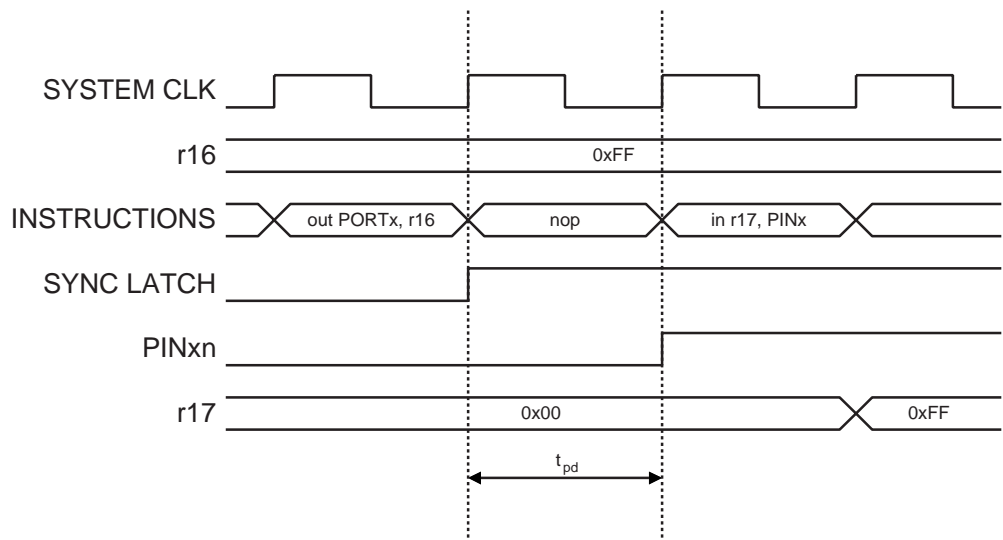 SYSTEM CLK
r16
0xFF
INSTRUCTIONS
out PORTx, r16
nop
in r17, PINx
SYNC LATCH
PINxn
r17
0x00
0xFF
tpd